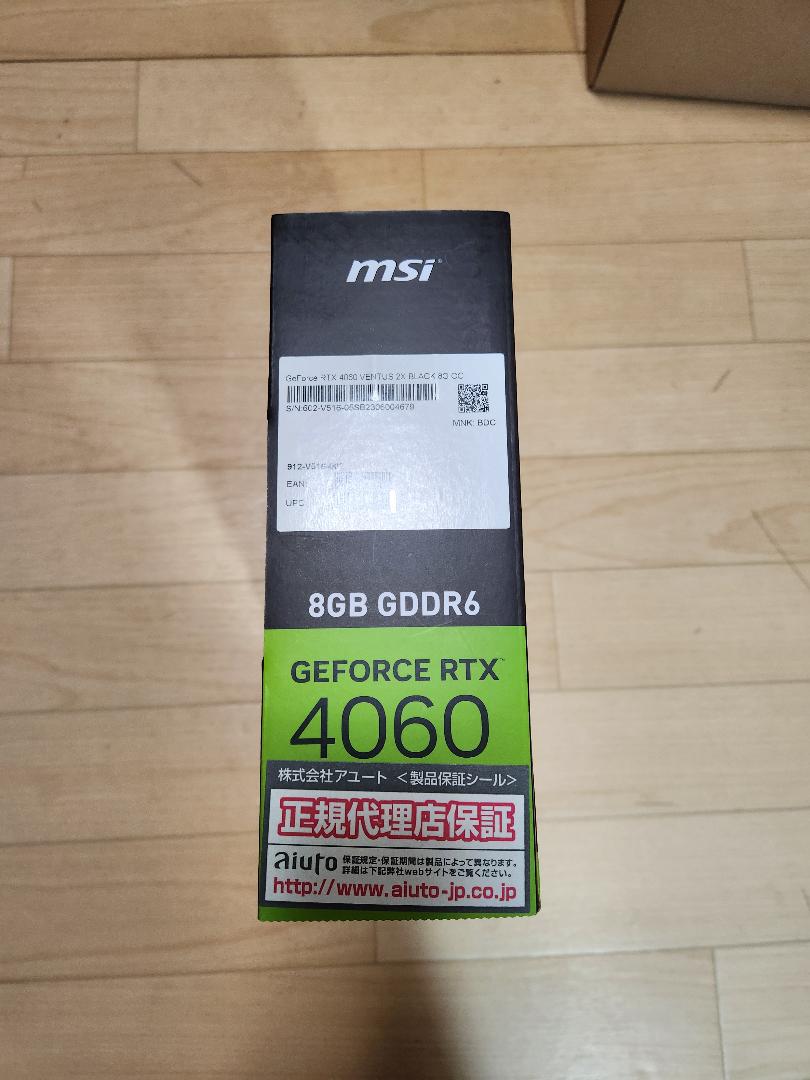 msi
GeForce RTX 4060 VENTUS 2X BLACK 8G OC
S/N:602-V516-05SB2306004679
MNK: BDC
EAN:
UPC
8GB GDDR6
GEFORCE RTX™
4060
株式会社アユート ＜製品保証シール＞
正規代理店保証
aiuto 保証規定・保証期間は製品によって異なります。
詳細は下記弊社webサイトをご覧ください。
http://www.aiuto-jp.co.jp